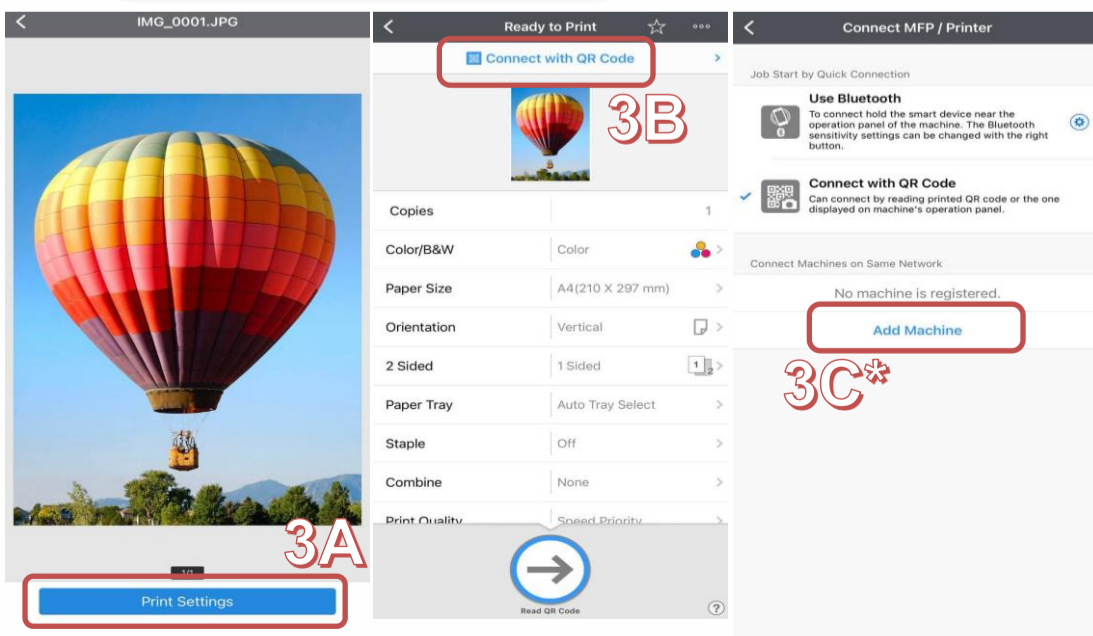 IMG_0001.JPG
1/1
3A
Print Settings
Ready to Print
Connect with QR Code
3B
Copies 1
Color/B&W Color
Paper Size A4(210 X 297 mm)
Orientation Vertical
2 Sided 1 Sided 1 2
Paper Tray Auto Tray Select
Staple Off
Combine None
Print Quality Speed Priority
Read QR Code
?
Connect MFP / Printer
Job Start by Quick Connection
Use Bluetooth
To connect hold the smart device near the
operation panel of the machine. The Bluetooth
sensitivity settings can be changed with the right
button.
Connect with QR Code
Can connect by reading printed QR code or the one
displayed on machine's operation panel.
Connect Machines on Same Network
No machine is registered.
Add Machine
3C*